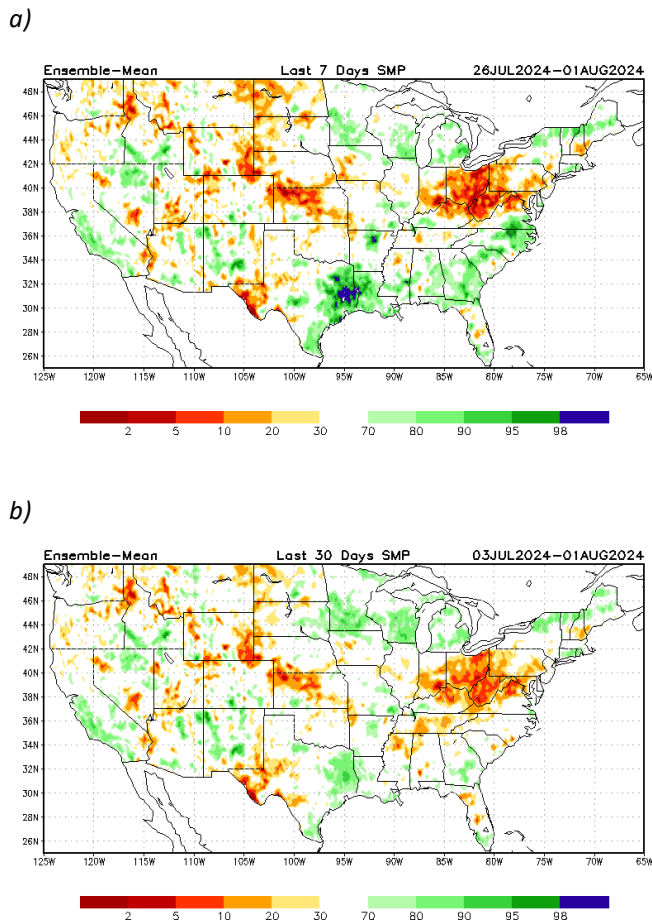 a)
Ensemble-Mean Last 7 Days SMP 26JUL2024-01AUG2024
48N
46N
44N
42N
40N
38N
36N
34N
32N
30N
28N
26N
125W 120W 115W 110W 105W 100W 95W 90W 85W 80W 75W 70W 65W
2 5 10 20 30 70 80 90 95 98
b)
Ensemble-Mean Last 30 Days SMP 03JUL2024-01AUG2024
48N
46N
44N
42N
40N
38N
36N
34N
32N
30N
28N
26N
125W 120W 115W 110W 105W 100W 95W 90W 85W 80W 75W 70W 65W
2 5 10 20 30 70 80 90 95 98